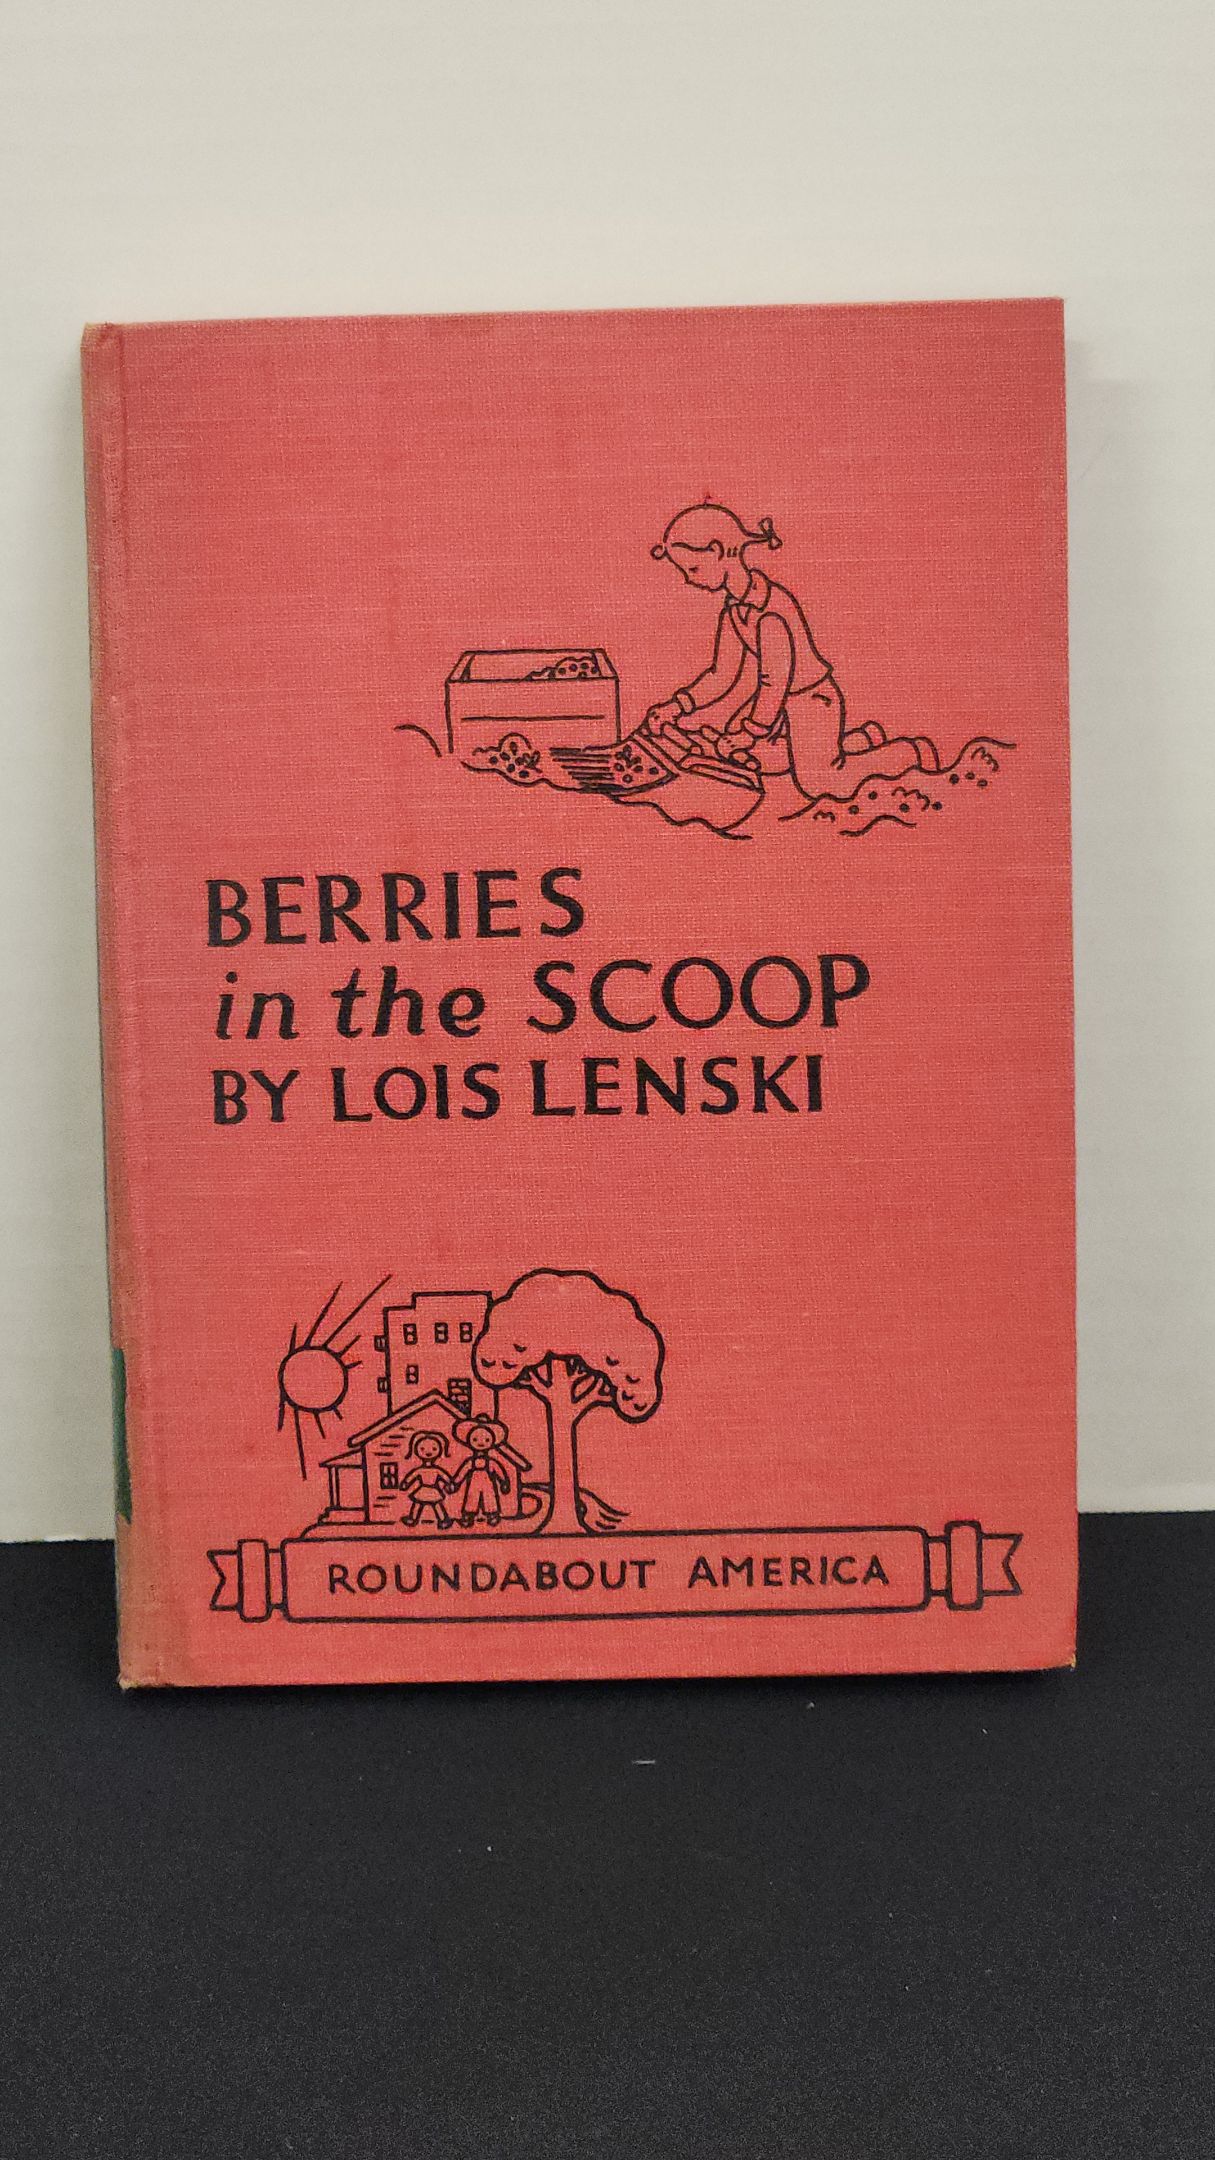 BERRIES
in the SCOOP
BY LOIS LENSKI
ROUNDABOUT AMERICA